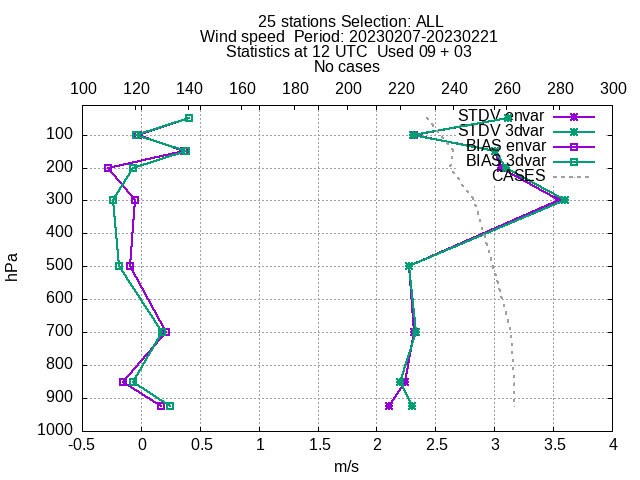 25 stations Selection: ALL
Wind speed  Period: 20230207-20230221
Statistics at 12 UTC  Used 09 + 03
No cases
100 120 140 160 180 200 220 240 260 280 300
STDV envar
STDV 3dvar
BIAS envar
BIAS 3dvar
CASES
100
200
300
400
500
600
700
800
900
1000
hPa
-0.5 0 0.5 1 1.5 2 2.5 3 3.5 4
m/s